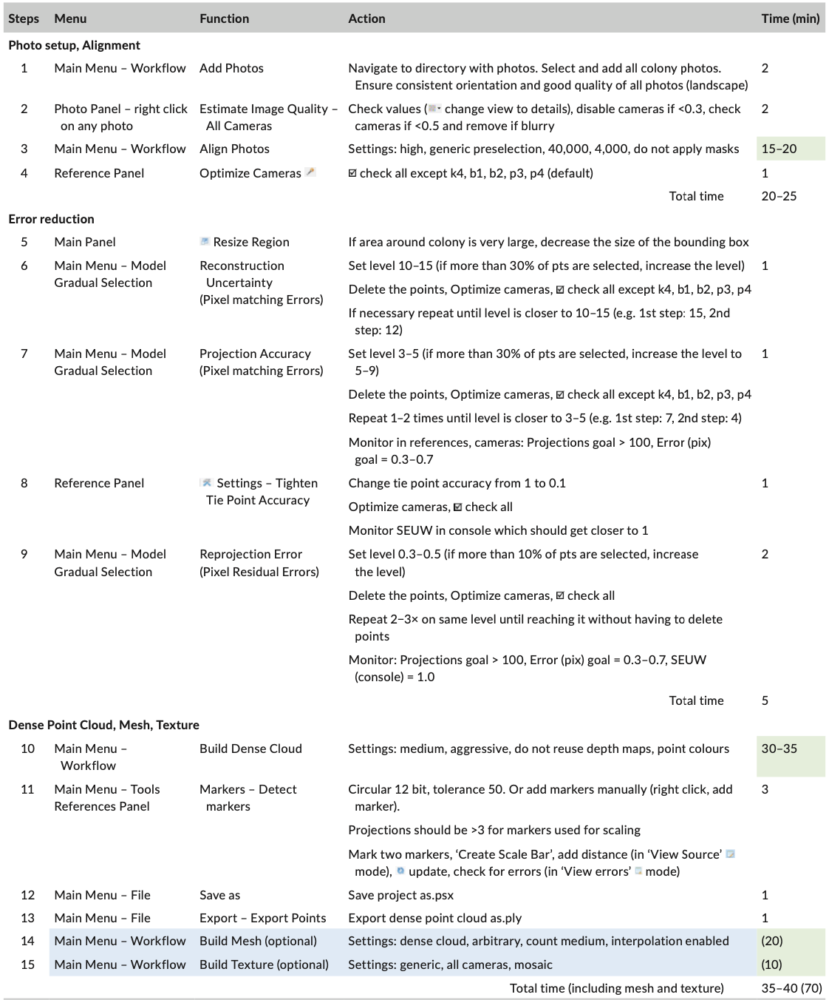 Steps Menu Function Action Time (min)
Photo setup, Alignment
1 Main Menu – Workflow Add Photos Navigate to directory with photos. Select and add all colony photos. 2
Ensure consistent orientation and good quality of all photos (landscape)
2 Photo Panel – right click Estimate Image Quality – Check values ( change view to details), disable cameras if <0.3, check 2
on any photo All Cameras cameras if <0.5 and remove if blurry
3 Main Menu – Workflow Align Photos Settings: high, generic preselection, 40,000, 4,000, do not apply masks 15–20
4 Reference Panel Optimize Cameras ☑ check all except k4, b1, b2, p3, p4 (default) 1
Total time 20–25
Error reduction
5 Main Panel Resize Region If area around colony is very large, decrease the size of the bounding box
6 Main Menu – Model Reconstruction Set level 10–15 (if more than 30% of pts are selected, increase the level) 1
Gradual Selection Uncertainty
Delete the points, Optimize cameras, ☑ check all except k4, b1, b2, p3, p4
(Pixel matching Errors)
If necessary repeat until level is closer to 10–15 (e.g. 1st step: 15, 2nd
step: 12)
7 Main Menu – Model Projection Accuracy Set level 3–5 (if more than 30% of pts are selected, increase the level to 1
Gradual Selection (Pixel matching Errors) 5–9)
Delete the points, Optimize cameras, ☑ check all except k4, b1, b2, p3, p4
Repeat 1–2 times until level is closer to 3–5 (e.g. 1st step: 7, 2nd step: 4)
Monitor in references, cameras: Projections goal > 100, Error (pix)
goal = 0.3–0.7
8 Reference Panel Settings – Tighten Change tie point accuracy from 1 to 0.1 1
Tie Point Accuracy
Optimize cameras, ☑ check all
Monitor SEUW in console which should get closer to 1
9 Main Menu – Model Reprojection Error Set level 0.3–0.5 (if more than 10% of pts are selected, increase 2
Gradual Selection (Pixel Residual Errors) the level)
Delete the points, Optimize cameras, ☑ check all
Repeat 2–3× on same level until reaching it without having to delete
points
Monitor: Projections goal > 100, Error (pix) goal = 0.3–0.7, SEUW
(console) = 1.0
Total time 5
Dense Point Cloud, Mesh, Texture
10 Main Menu – Build Dense Cloud Settings: medium, aggressive, do not reuse depth maps, point colours 30–35
Workflow
11 Main Menu – Tools Markers – Detect Circular 12 bit, tolerance 50. Or add markers manually (right click, add 3
References Panel markers marker).
Projections should be >3 for markers used for scaling
Mark two markers, ‘Create Scale Bar’, add distance (in ‘View Source’
mode), update, check for errors (in ‘View errors’ mode)
12 Main Menu – File Save as Save project as.psx 1
13 Main Menu – File Export – Export Points Export dense point cloud as.ply 1
14 Main Menu – Workflow Build Mesh (optional) Settings: dense cloud, arbitrary, count medium, interpolation enabled (20)
15 Main Menu – Workflow Build Texture (optional) Settings: generic, all cameras, mosaic (10)
Total time (including mesh and texture) 35–40 (70)